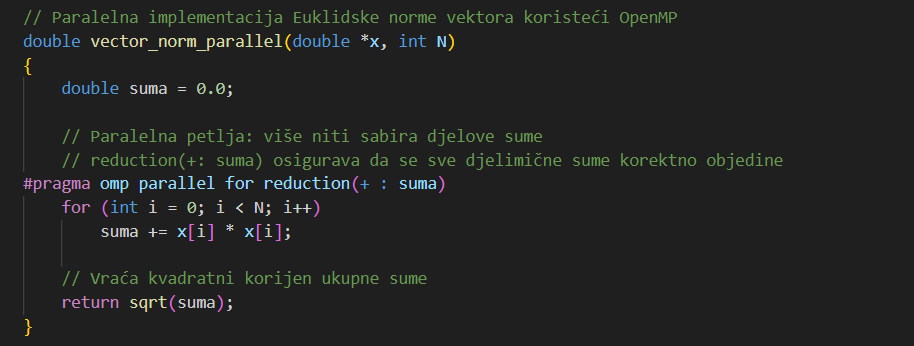 // Paralelna implementacija Euklidske norme vektora koristeći OpenMP
double vector_norm_parallel(double *x, int N)
{
    double suma = 0.0;

    // Paralelna petlja: više niti sabira djelove sume
    // reduction(+: suma) osigurava da se sve djelimične sume korektno objedine
#pragma omp parallel for reduction(+ : suma)
    for (int i = 0; i < N; i++)
        suma += x[i] * x[i];

    // Vraća kvadratni korijen ukupne sume
    return sqrt(suma);
}